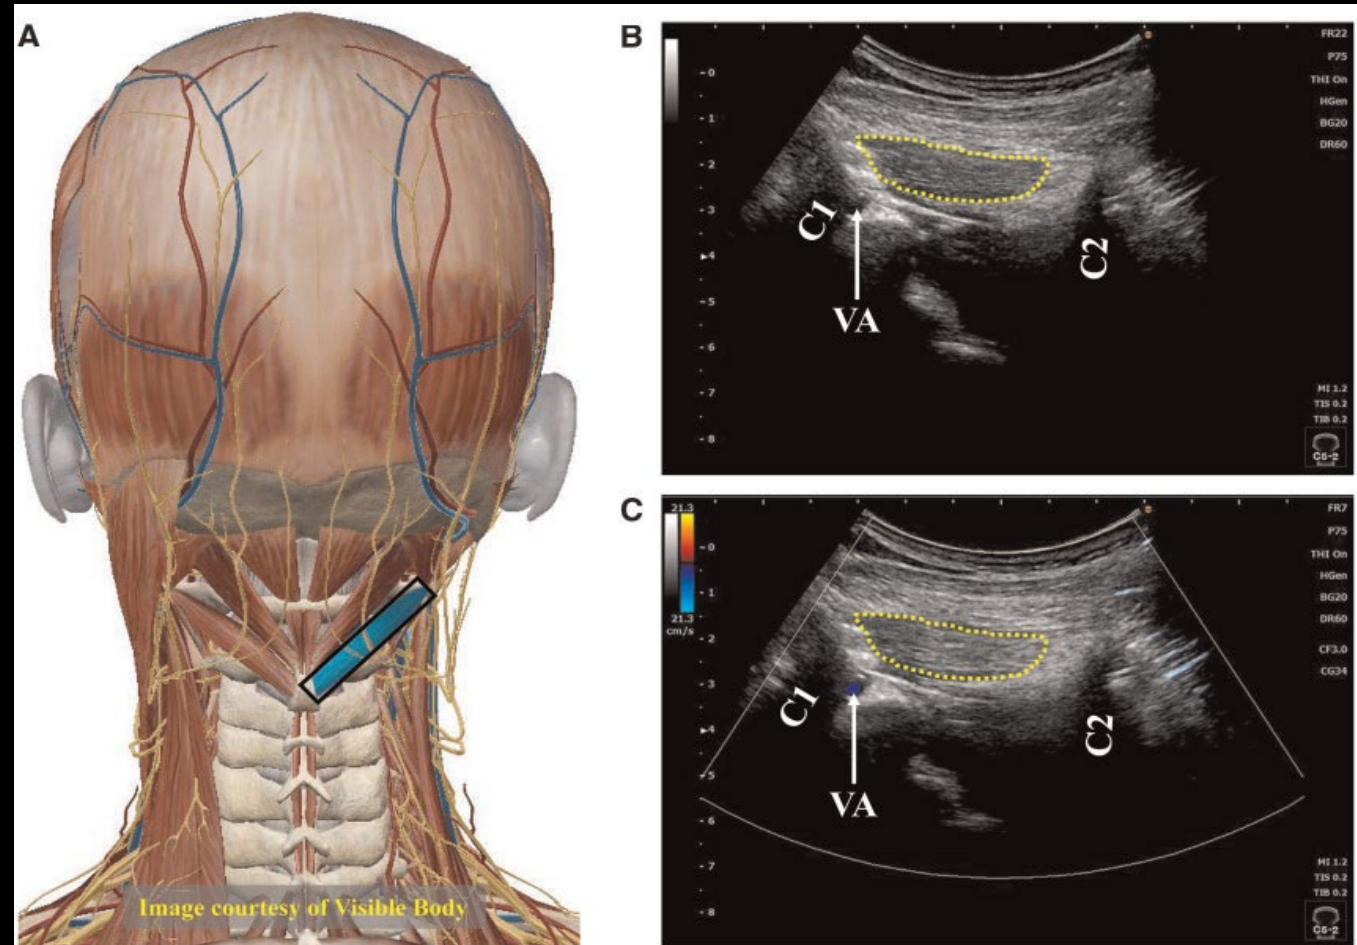 A
Image courtesy of Visible Body
B
0
1
2
3
4
5
6
7
8
C1
VA
C2
FR22
P75
THI On
HGen
BG20
DR60
MI 1.2
TIS 0.2
TIB 0.2
C5-2
C
21.3
21.3
cm/s
0
1
2
3
4
5
6
7
8
C1
VA
C2
FR7
P75
THI On
HGen
BG20
DR60
CF3.0
CG34
MI 1.2
TIS 0.2
TIB 0.2
C5-2